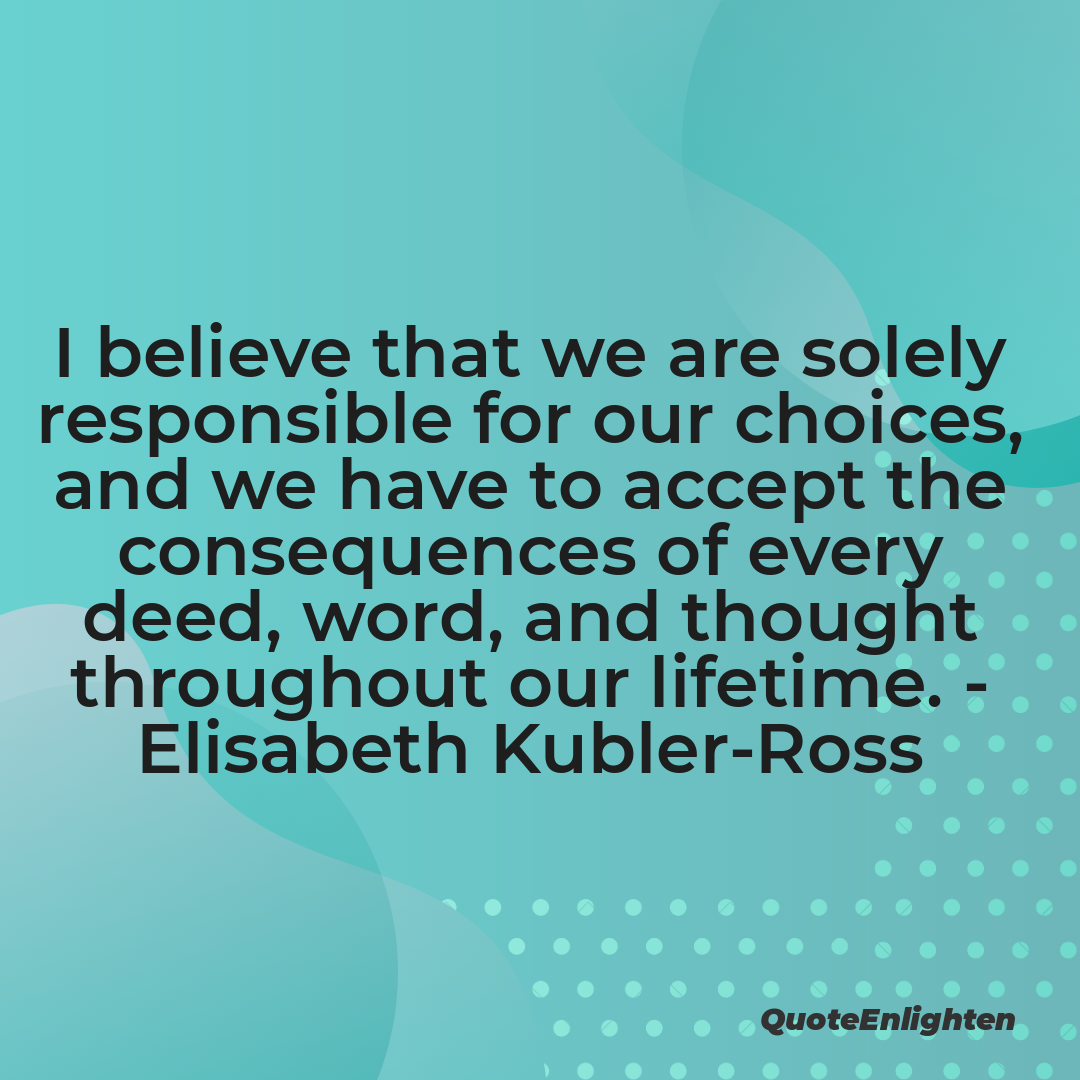 I believe that we are solely
responsible for our choices,
and we have to accept the
consequences of every
deed, word, and thought
throughout our lifetime. -
Elisabeth Kubler-Ross
QuoteEnlighten